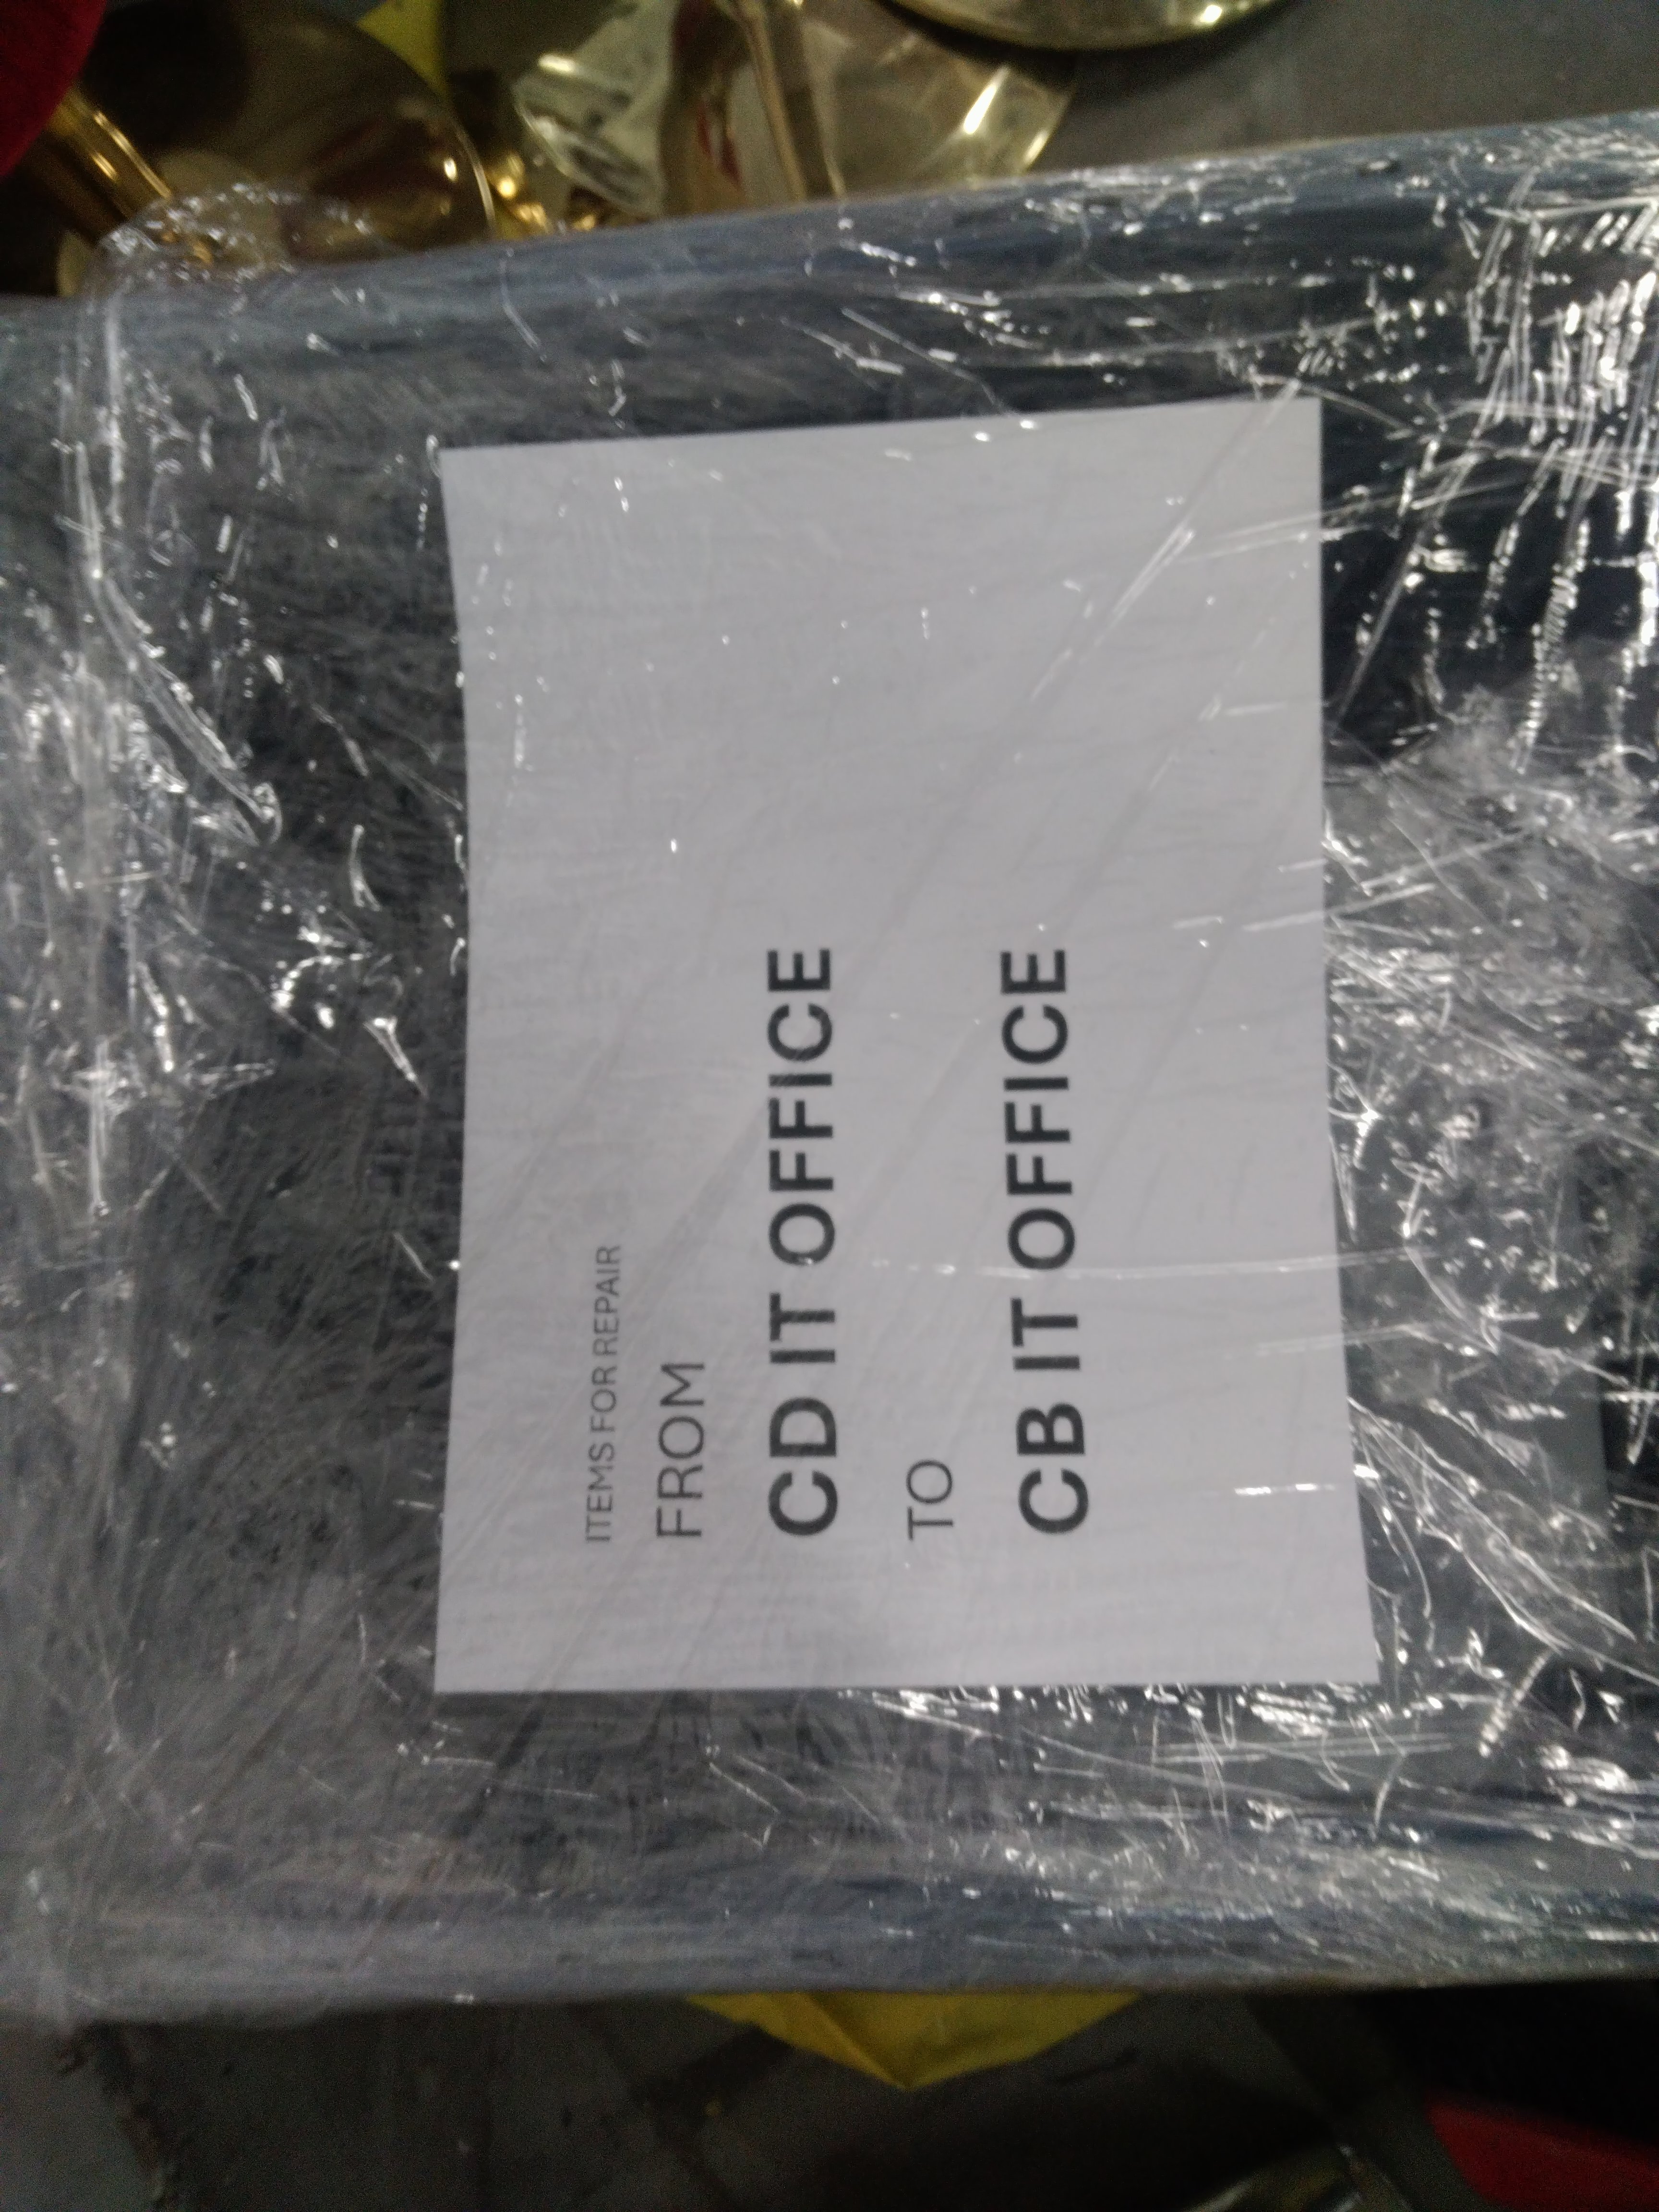 ITEMS FOR REPAIR
FROM
CD IT OFFICE
TO
CB IT OFFICE